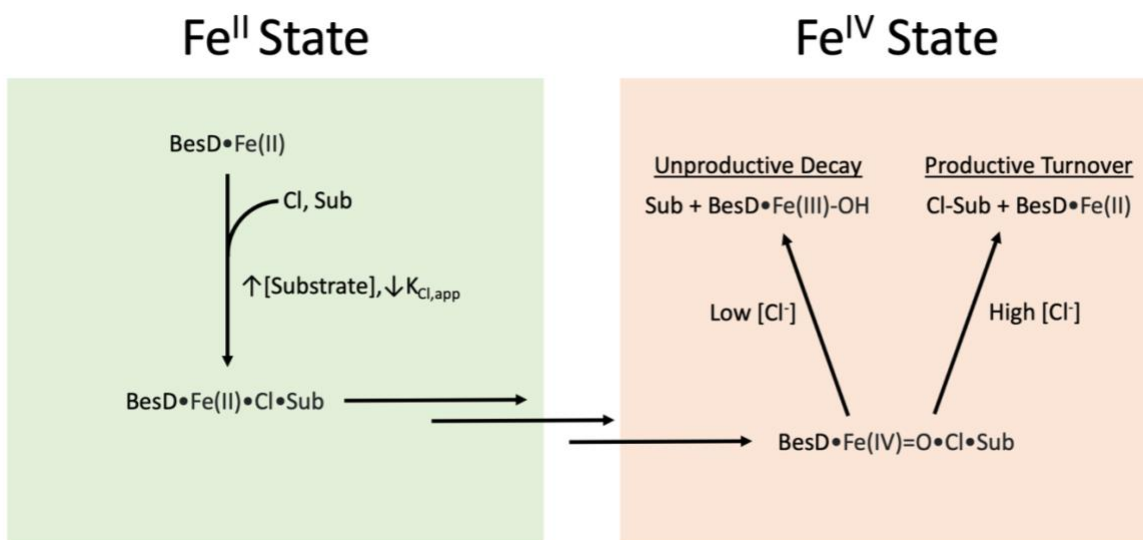 Fe^II State
BesD•Fe(II)
Cl, Sub
↑[Substrate],↓K_Cl,app
BesD•Fe(II)•Cl•Sub
Fe^IV State
Unproductive Decay
Sub + BesD•Fe(III)-OH
Productive Turnover
Cl-Sub + BesD•Fe(II)
Low [Cl⁻]
High [Cl⁻]
BesD•Fe(IV)=O•Cl•Sub